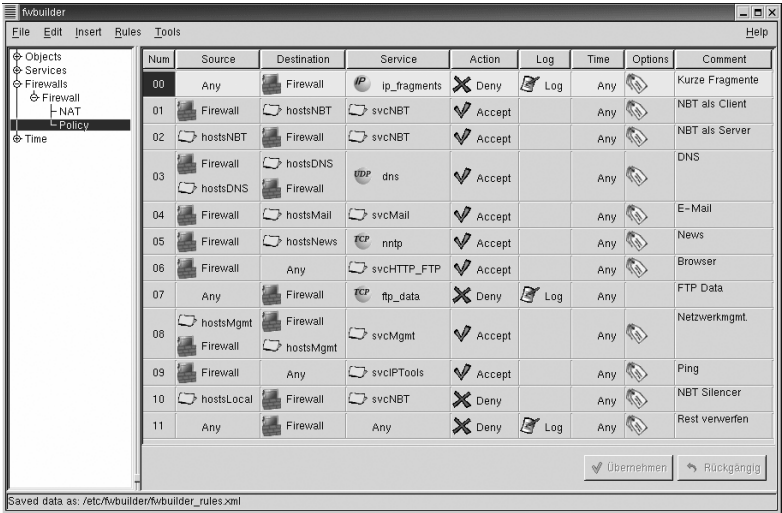 fwbuilder
File Edit Insert Rules Tools Help
Objects
Services
Firewalls
Firewall
NAT
Policy
Time
Num Source Destination Service Action Log Time Options Comment
00 Any Firewall IP ip_fragments Deny Log Any Kurze Fragmente
01 Firewall hostsNBT svcNBT Accept Any NBT als Client
02 hostsNBT Firewall svcNBT Accept Any NBT als Server
03 Firewall hostsDNS UDP dns Accept Any DNS
hostsDNS Firewall
04 Firewall hostsMail svcMail Accept Any E-Mail
05 Firewall hostsNews TCP nntp Accept Any News
06 Firewall Any svcHTTP_FTP Accept Any Browser
07 Any Firewall TCP ftp_data Deny Log Any FTP Data
08 hostsMgmt Firewall svcMgmt Accept Any Netzwerkmgmt.
Firewall hostsMgmt
09 Firewall Any svcIPTools Accept Any Ping
10 hostsLocal Firewall svcNBT Deny Any NBT Silencer
11 Any Firewall Any Deny Log Any Rest verwerfen
Übernehmen Rückgängig
Saved data as: /etc/fwbuilder/fwbuilder_rules.xml